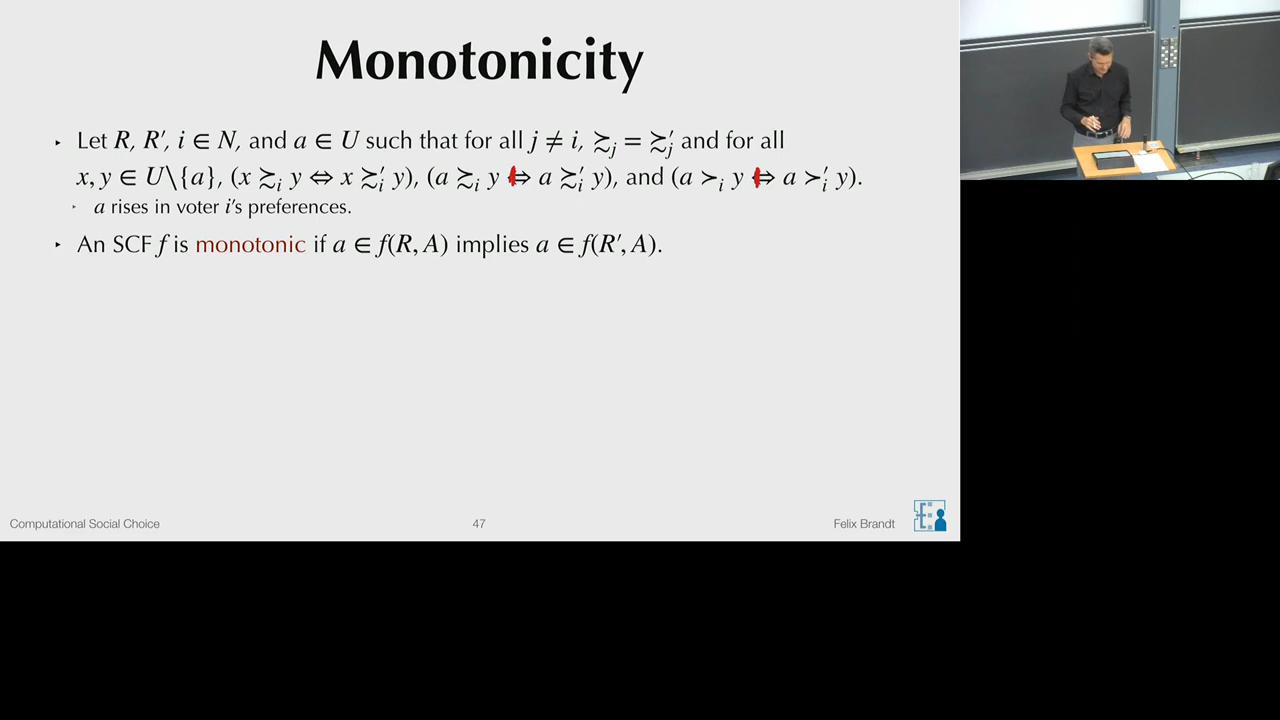 Monotonicity
‣ Let R, R′, i ∈ N, and a ∈ U such that for all j ≠ i, ≿ⱼ = ≿′ⱼ and for all
x, y ∈ U\{a}, (x ≿ᵢ y ⇔ x ≿′ᵢ y), (a ≿ᵢ y ⇔ a ≿′ᵢ y), and (a ≻ᵢ y ⇔ a ≻′ᵢ y).
‣ a rises in voter i's preferences.
‣ An SCF f is monotonic if a ∈ f(R, A) implies a ∈ f(R′, A).
Computational Social Choice 47 Felix Brandt